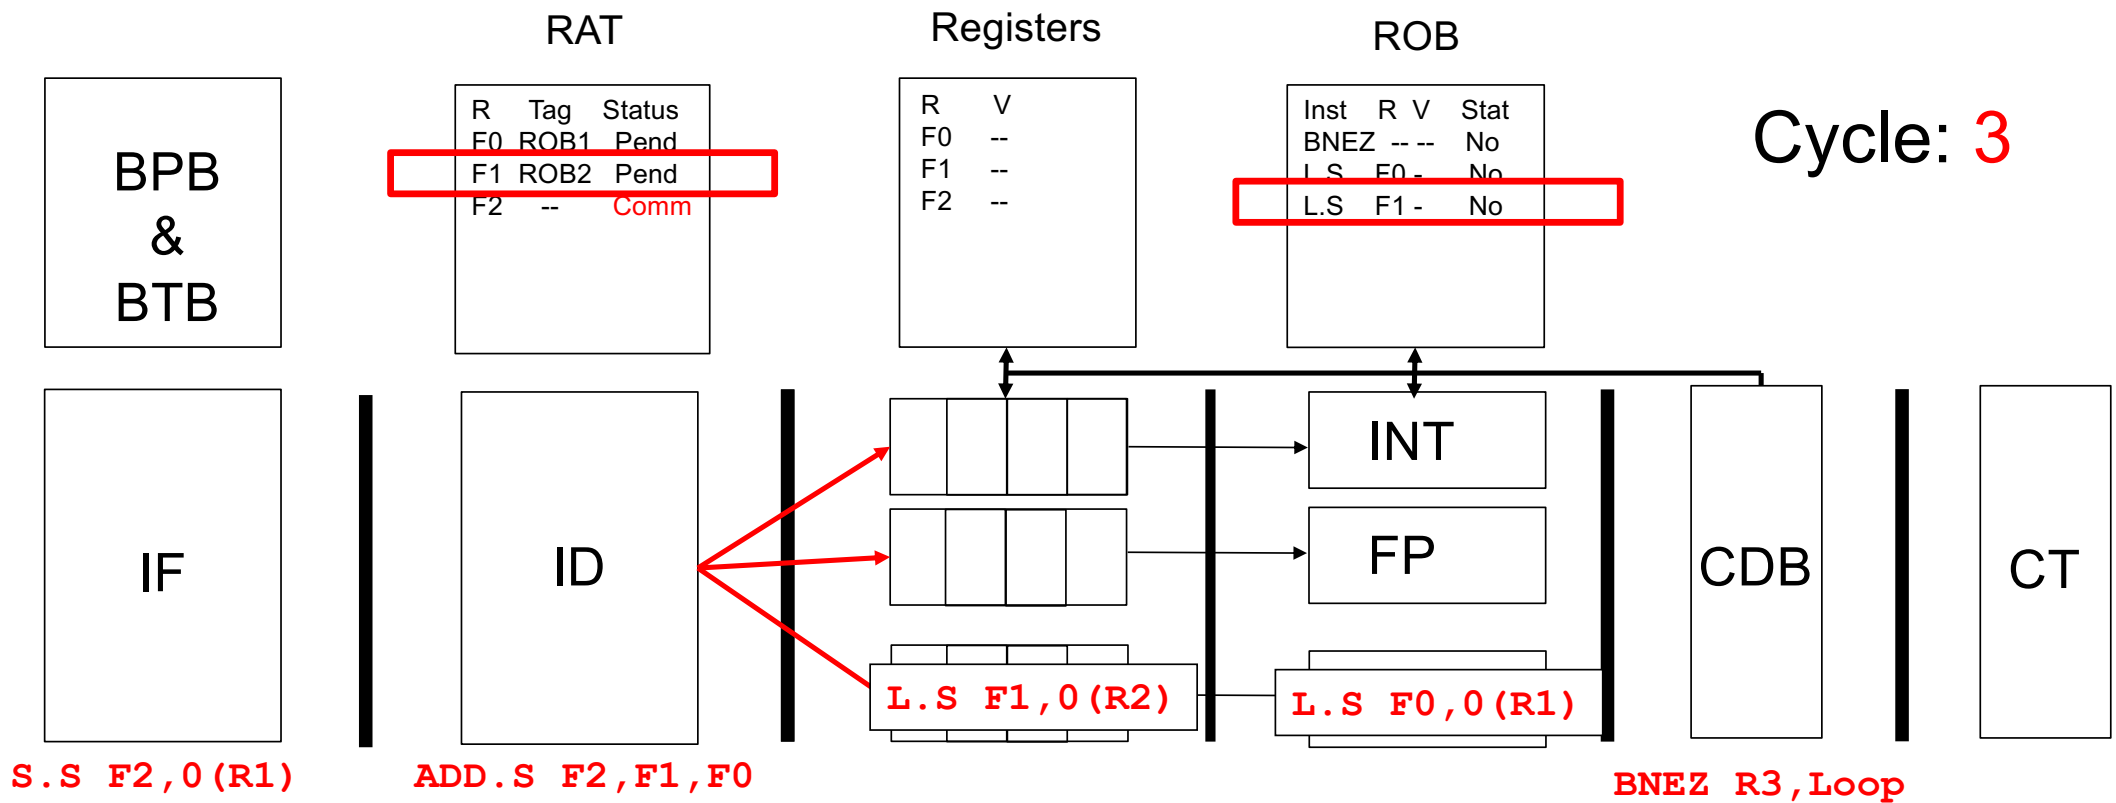 RAT
Registers
ROB
Cycle: 3
BPB
&
BTB
R Tag Status
F0 ROB1 Pend
F1 ROB2 Pend
F2 -- Comm
R V
F0 --
F1 --
F2 --
Inst R V Stat
BNEZ -- -- No
L.S F0 - No
L.S F1 - No
IF
ID
INT
FP
CDB
CT
L.S F1,0(R2)
L.S F0,0(R1)
S.S F2,0(R1)
ADD.S F2,F1,F0
BNEZ R3,Loop